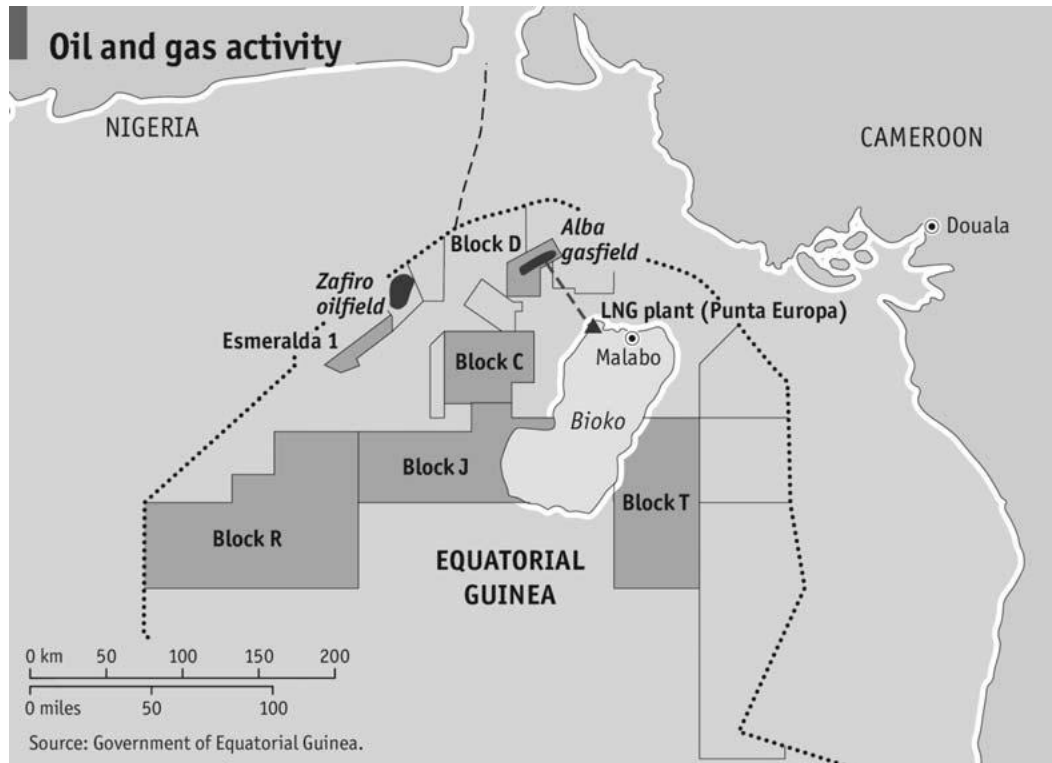 Oil and gas activity
NIGERIA
CAMEROON
Douala
Block D
Alba
gasfield
Zafiro
oilfield
LNG plant (Punta Europa)
Esmeralda 1
Malabo
Block C
Bioko
Block J
Block T
Block R
EQUATORIAL
GUINEA
0 km 50 100 150 200
0 miles 50 100
Source: Government of Equatorial Guinea.